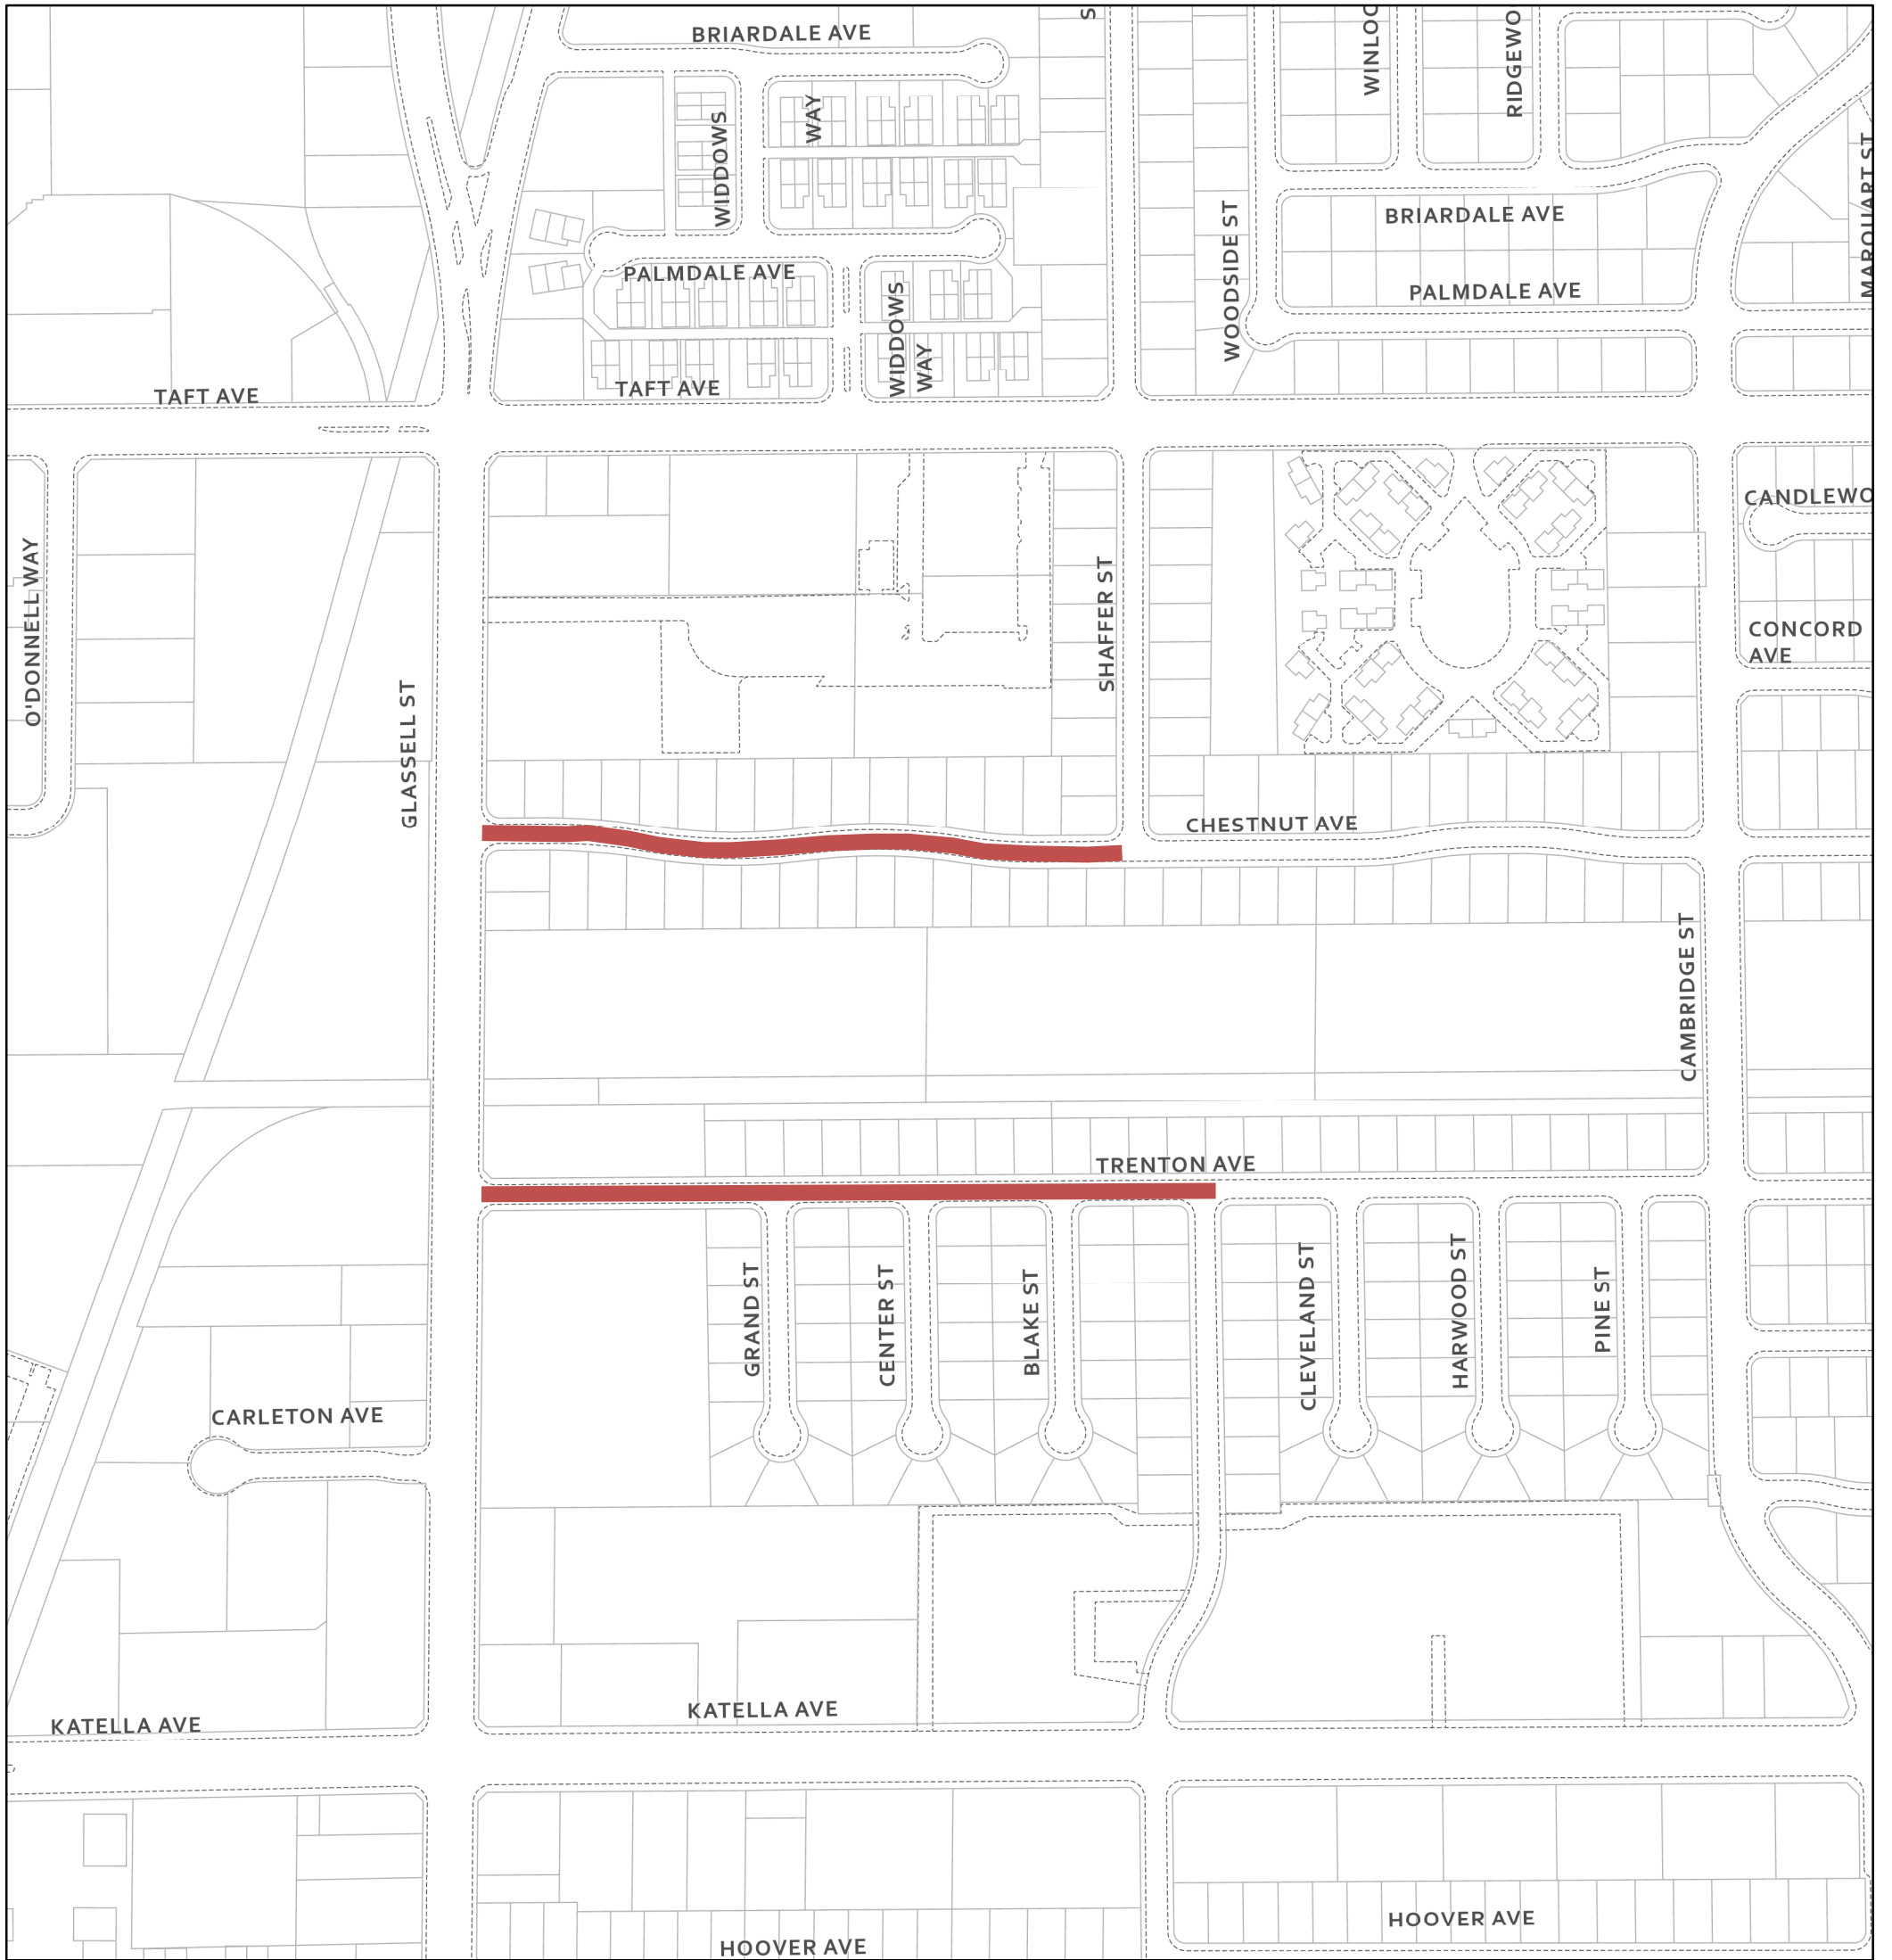 BRIARDALE AVE
S
WINLOC
RIDGEWO
WAY
WIDDOWS
MARQUART ST
BRIARDALE AVE
WOODSIDE ST
PALMDALE AVE
PALMDALE AVE
WIDDOWS
WAY
TAFT AVE
TAFT AVE
CANDLEWO
O'DONNELL WAY
SHAFFER ST
CONCORD
AVE
GLASSELL ST
CHESTNUT AVE
CAMBRIDGE ST
TRENTON AVE
GRAND ST
CENTER ST
BLAKE ST
CLEVELAND ST
HARWOOD ST
PINE ST
CARLETON AVE
KATELLA AVE
KATELLA AVE
HOOVER AVE
HOOVER AVE